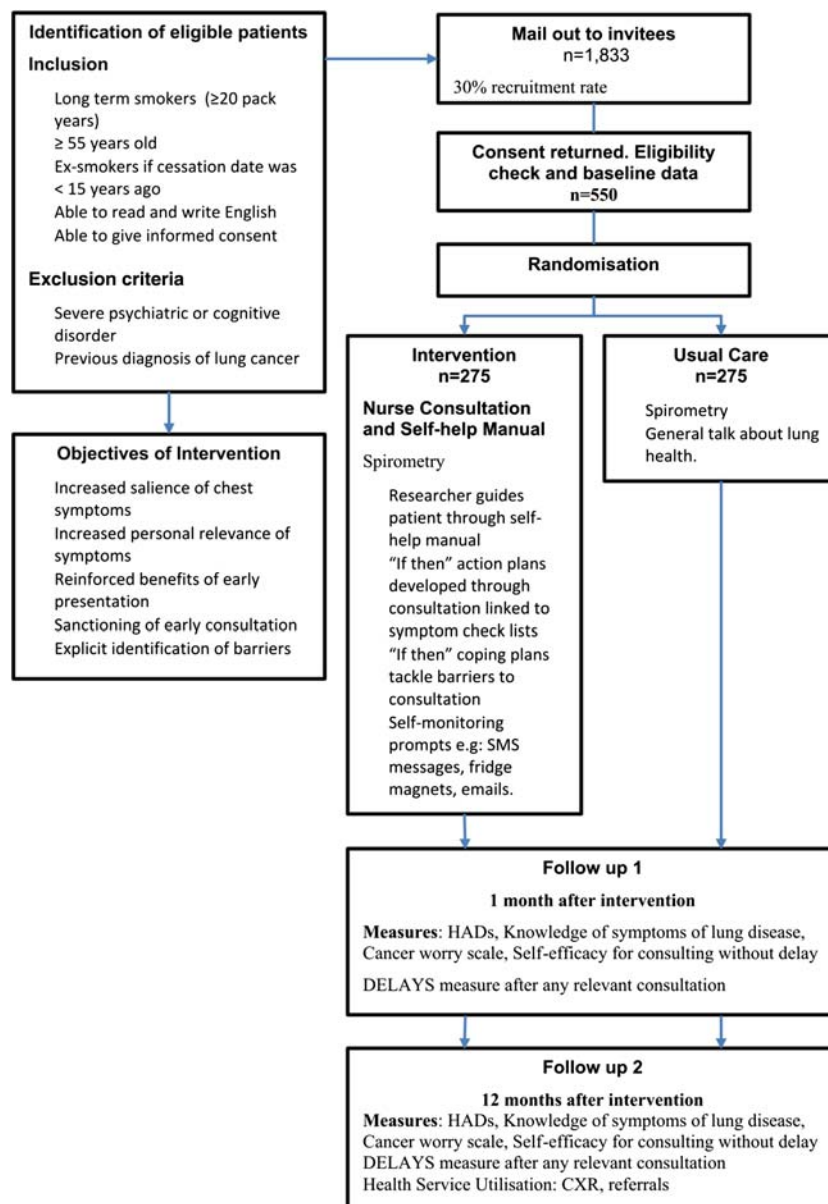 Identification of eligible patients
Inclusion
Long term smokers (≥20 pack
years)
≥ 55 years old
Ex-smokers if cessation date was
< 15 years ago
Able to read and write English
Able to give informed consent
Exclusion criteria
Severe psychiatric or cognitive
disorder
Previous diagnosis of lung cancer
Objectives of Intervention
Increased salience of chest
symptoms
Increased personal relevance of
symptoms
Reinforced benefits of early
presentation
Sanctioning of early consultation
Explicit identification of barriers
Mail out to invitees
n=1,833
30% recruitment rate
Consent returned. Eligibility
check and baseline data
n=550
Randomisation
Intervention
n=275
Nurse Consultation
and Self-help Manual
Spirometry
Researcher guides
patient through self-
help manual
“If then” action plans
developed through
consultation linked to
symptom check lists
“If then” coping plans
tackle barriers to
consultation
Self-monitoring
prompts e.g: SMS
messages, fridge
magnets, emails.
Usual Care
n=275
Spirometry
General talk about lung
health.
Follow up 1
1 month after intervention
Measures: HADs, Knowledge of symptoms of lung disease,
Cancer worry scale, Self-efficacy for consulting without delay
DELAYS measure after any relevant consultation
Follow up 2
12 months after intervention
Measures: HADs, Knowledge of symptoms of lung disease,
Cancer worry scale, Self-efficacy for consulting without delay
DELAYS measure after any relevant consultation
Health Service Utilisation: CXR, referrals